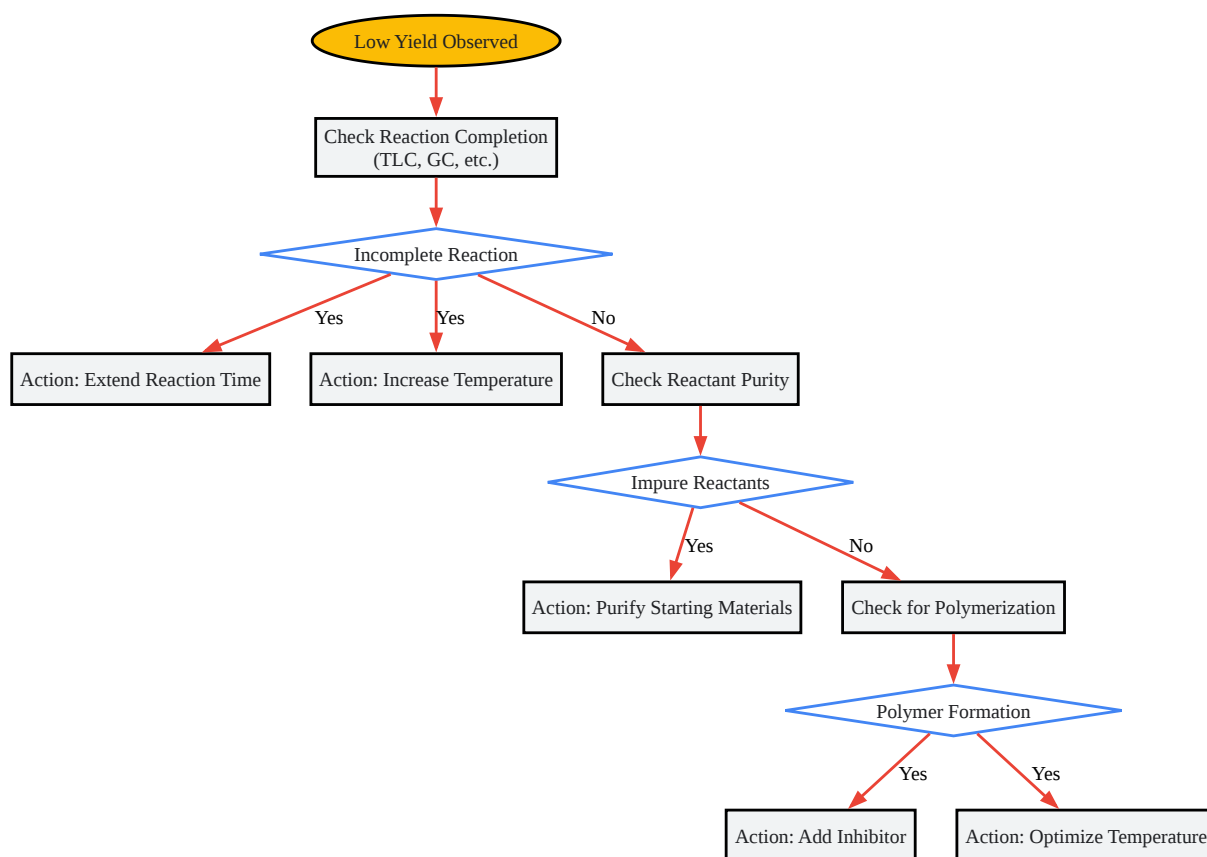 Low Yield Observed
Check Reaction Completion
(TLC, GC, etc.)
Incomplete Reaction
Yes
Yes
No
Action: Extend Reaction Time
Action: Increase Temperature
Check Reactant Purity
Impure Reactants
Yes
No
Action: Purify Starting Materials
Check for Polymerization
Polymer Formation
Yes
Yes
Action: Add Inhibitor
Action: Optimize Temperature